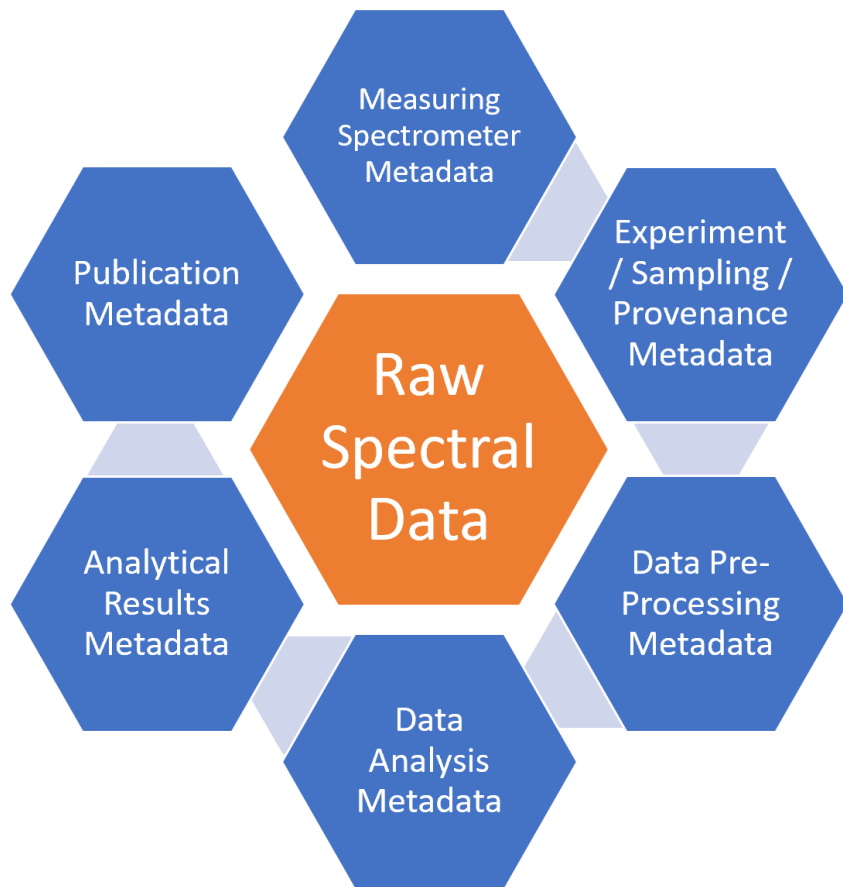 Measuring
Spectrometer
Metadata
Experiment
/ Sampling /
Provenance
Metadata
Data Pre-
Processing
Metadata
Data
Analysis
Metadata
Analytical
Results
Metadata
Publication
Metadata
Raw
Spectral
Data